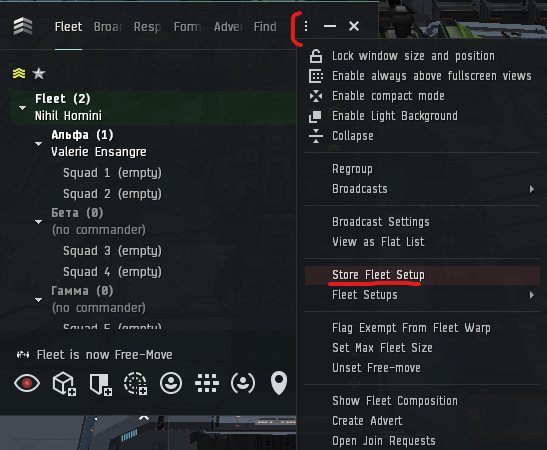 Fleet Broa Resp Form Adve Find
Fleet (2)
Nihil Homini
Альфа (1)
Valerie Ensangre
Squad 1 (empty)
Squad 2 (empty)
Бета (0)
(no commander)
Squad 3 (empty)
Squad 4 (empty)
Гамма (0)
(no commander)
Squad 5 (empty)
Fleet is now Free-Move
Lock window size and position
Enable always above fullscreen views
Enable compact mode
Enable Light Background
Collapse
Regroup
Broadcasts
Broadcast Settings
View as Flat List
Store Fleet Setup
Fleet Setups
Flag Exempt From Fleet Warp
Set Max Fleet Size
Unset Free-move
Show Fleet Composition
Create Advert
Open Join Requests